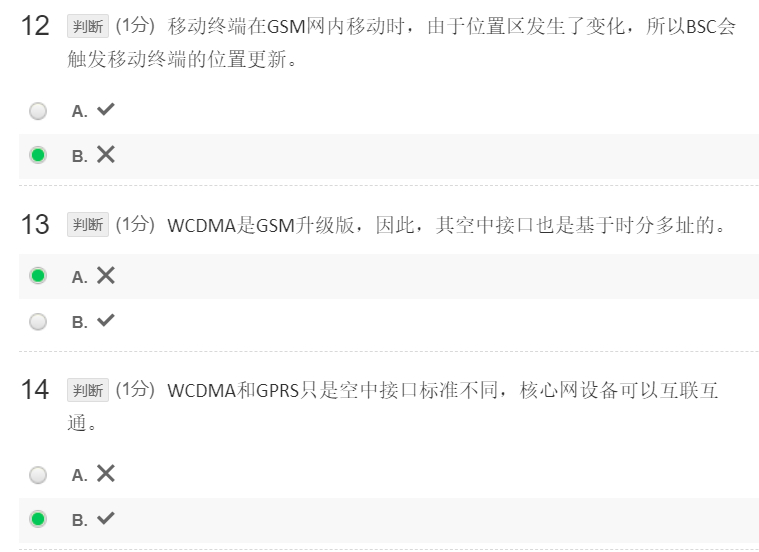 12 判断 (1分) 移动终端在GSM网内移动时，由于位置区发生了变化，所以BSC会
触发移动终端的位置更新。
A. ✔
B. ✕
13 判断 (1分) WCDMA是GSM升级版，因此，其空中接口也是基于时分多址的。
A. ✕
B. ✔
14 判断 (1分) WCDMA和GPRS只是空中接口标准不同，核心网设备可以互联互
通。
A. ✕
B. ✔